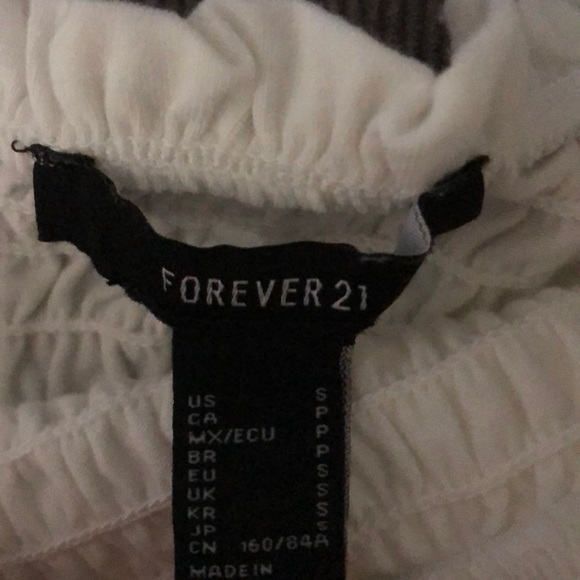 FOREVER 21
US S
CA P
MX/ECU P
BR P
EU S
UK S
KR S
JP S
CN 160/84A
MADE IN